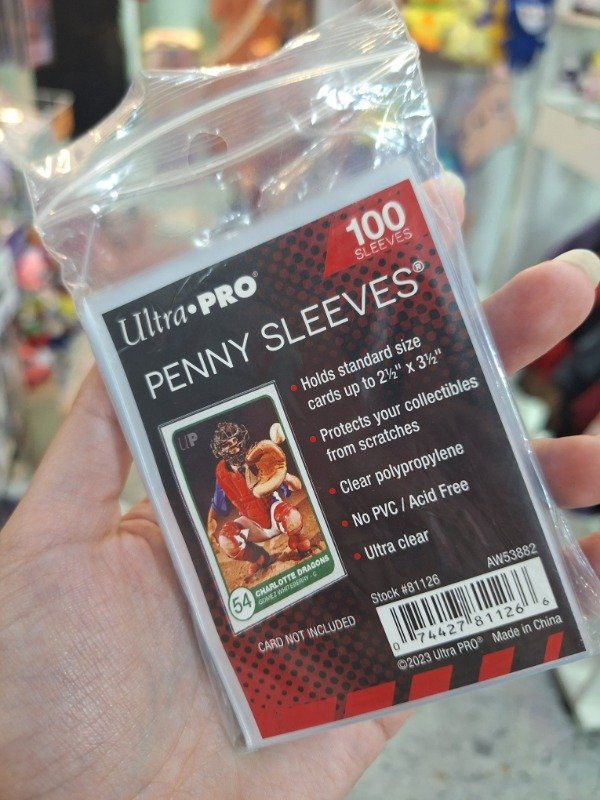 100
SLEEVES
Ultra•PRO®
PENNY SLEEVES®
• Holds standard size
cards up to 2½" x 3½"
• Protects your collectibles
from scratches
• Clear polypropylene
• No PVC / Acid Free
• Ultra clear
UP
54
CHARLOTTE DRAGONS
CARD NOT INCLUDED
Stock #81126
AW53882
0 74427 81126 6
©2023 Ultra PRO® Made in China